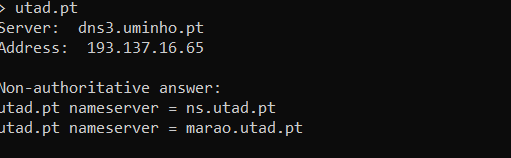 > utad.pt
Server:  dns3.uminho.pt
Address:  193.137.16.65

Non-authoritative answer:
utad.pt nameserver = ns.utad.pt
utad.pt nameserver = marao.utad.pt